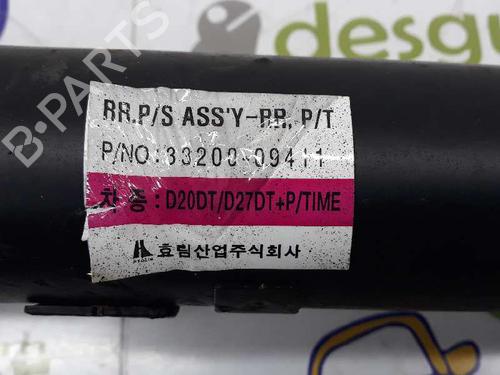 RR.P/S ASS'Y-RR, P/T
P/NO: 33200-09411
차 종 : D20DT/D27DT+P/TIME
효림산업주식회사
B-PARTS
desgu